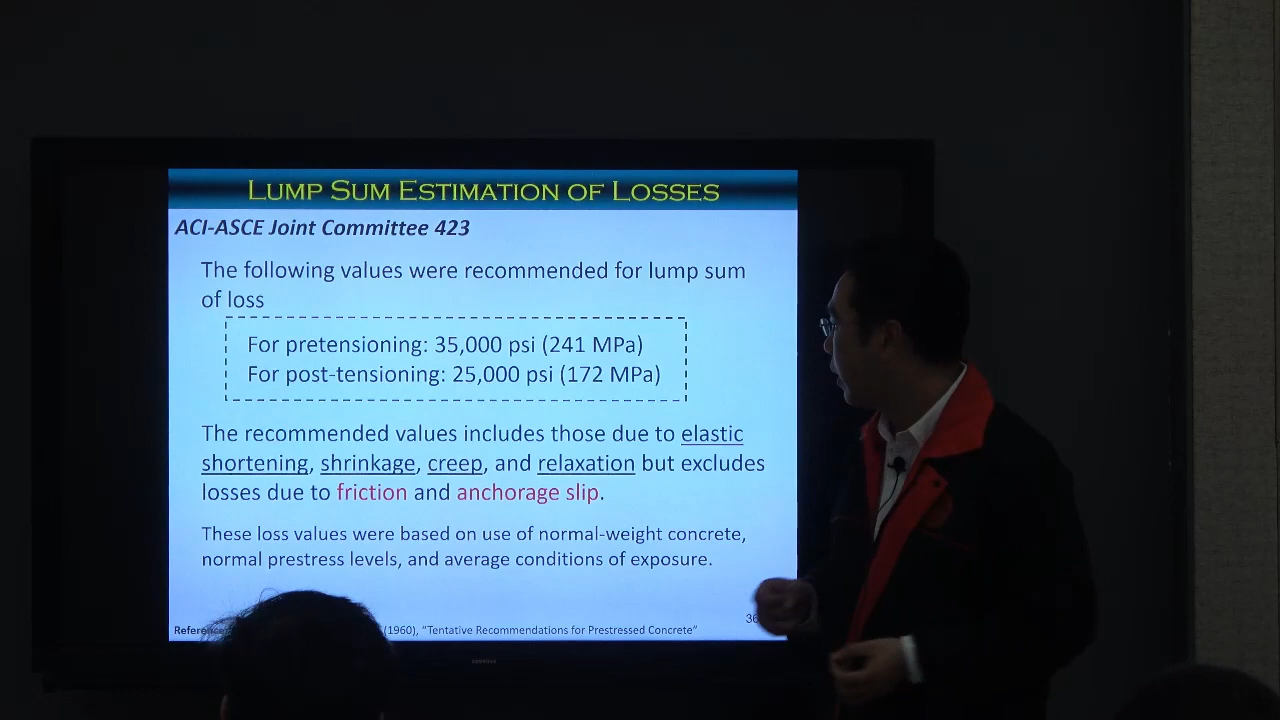 LUMP SUM ESTIMATION OF LOSSES
ACI-ASCE Joint Committee 423
The following values were recommended for lump sum
of loss
For pretensioning: 35,000 psi (241 MPa)
For post-tensioning: 25,000 psi (172 MPa)
The recommended values includes those due to elastic
shortening, shrinkage, creep, and relaxation but excludes
losses due to friction and anchorage slip.
These loss values were based on use of normal-weight concrete,
normal prestress levels, and average conditions of exposure.
36
(1960), “Tentative Recommendations for Prestressed Concrete”
SAMSUNG